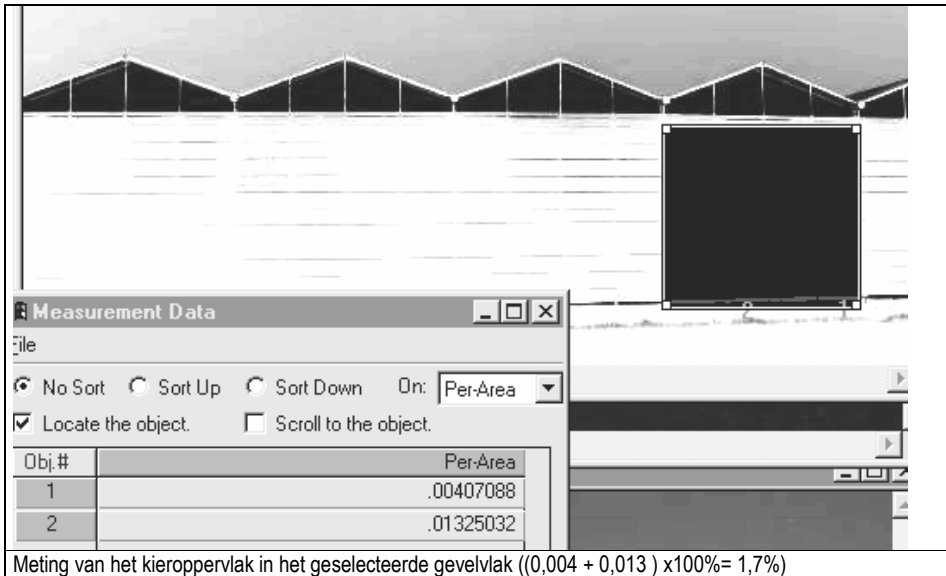 2 1
Measurement Data
File
No Sort Sort Up Sort Down On: Per-Area
Locate the object. Scroll to the object.
Obj.# Per-Area
1 .00407088
2 .01325032
Meting van het kieroppervlak in het geselecteerde gevelvlak ((0,004 + 0,013 ) x100%= 1,7%)